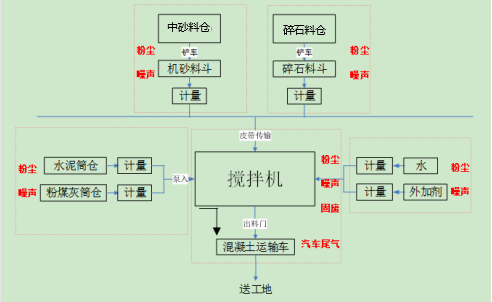 中砂料仓
碎石料仓
粉尘
铲车
铲车
粉尘
噪声
机砂料斗
碎石料斗
噪声
计量
计量
皮带传输
粉尘
水泥筒仓
计量
泵入
搅拌机
粉尘
噪声
固废
计量
水
粉尘
噪声
粉煤灰筒仓
计量
计量
外加剂
噪声
出料门
混凝土运输车
汽车尾气
送工地